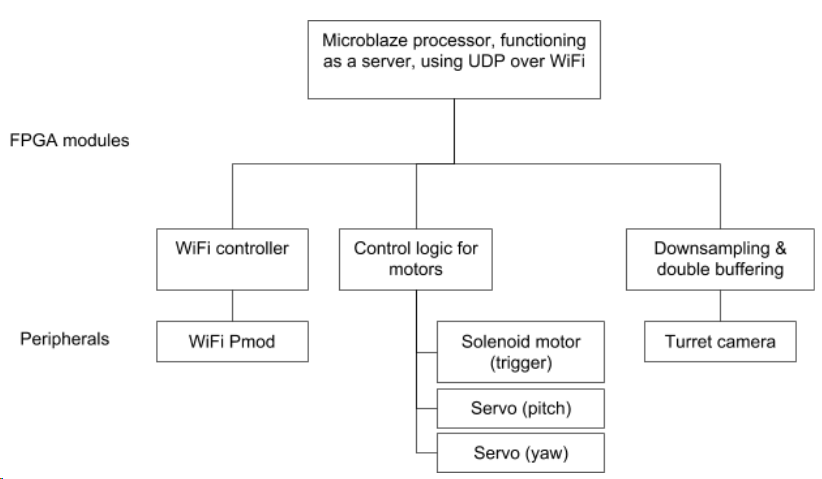 Microblaze processor, functioning
as a server, using UDP over WiFi
FPGA modules
WiFi controller
Control logic for
motors
Downsampling &
double buffering
Peripherals
WiFi Pmod
Solenoid motor
(trigger)
Servo (pitch)
Servo (yaw)
Turret camera